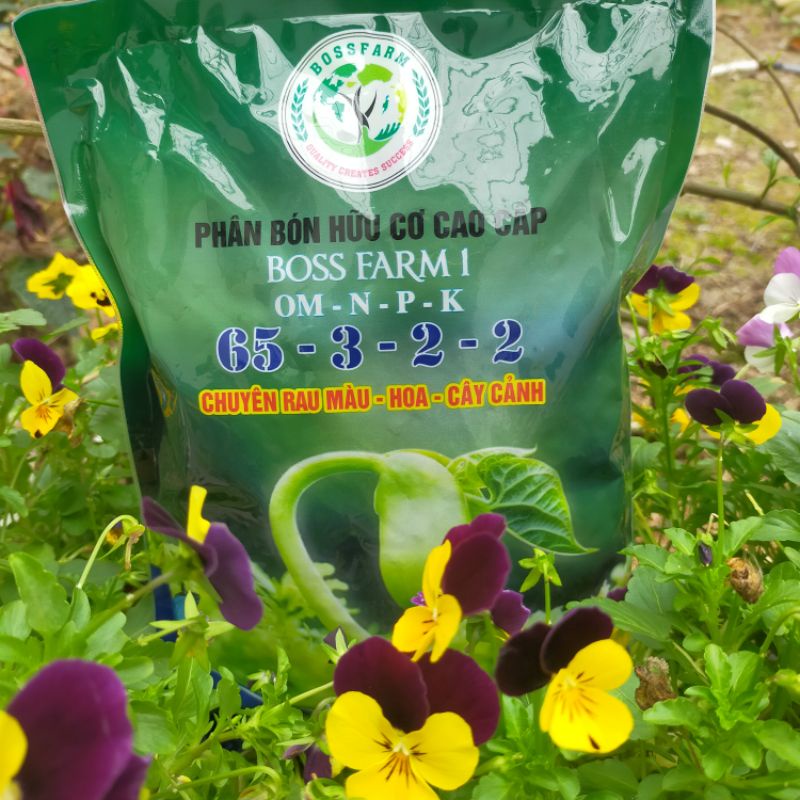 BOSSFARM
QUALITY CREATES SUCCESS
PHÂN BÓN HỮU CƠ CAO CẤP
BOSS FARM 1
OM - N - P - K
65 - 3 - 2 - 2
CHUYÊN RAU MÀU - HOA - CÂY CẢNH